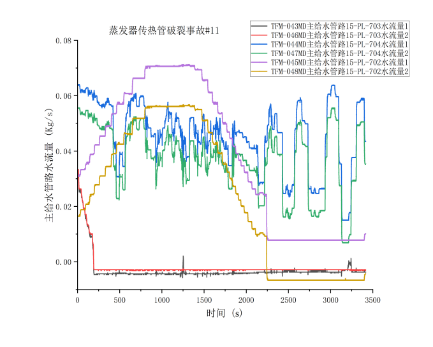 蒸发器传热管破裂事故#11
TFM-043MD主给水管路15-PL-703水流量1
TFM-046MD主给水管路15-PL-703水流量2
TFM-044MD主给水管路15-PL-704水流量1
TFM-047MD主给水管路15-PL-704水流量2
TFM-045MD主给水管路15-PL-702水流量1
TFM-048MD主给水管路15-PL-702水流量2
主给水管路水流量 (Kg/s)
0.08
0.06
0.04
0.02
0.00
0
500
1000
1500
2000
2500
3000
3500
时间 (s)